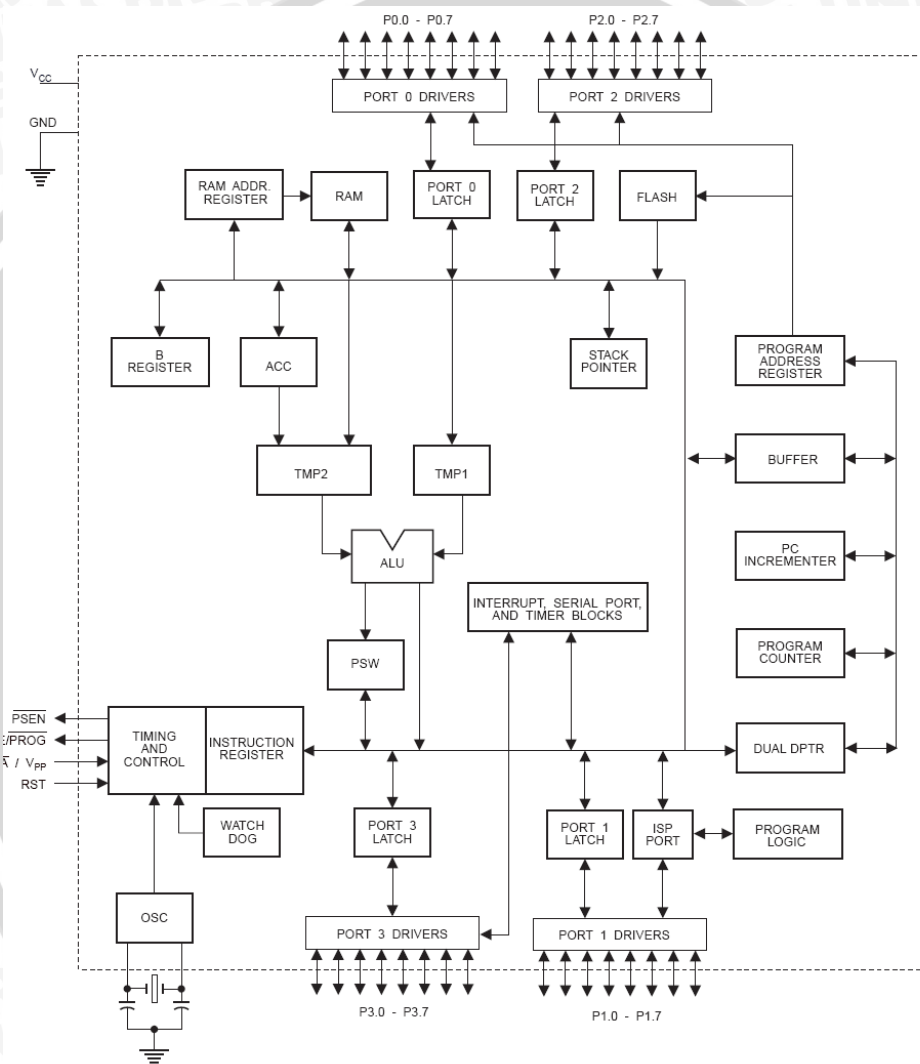 P0.0 - P0.7
P2.0 - P2.7
V_CC
PORT 0 DRIVERS
PORT 2 DRIVERS
GND
RAM ADDR.
REGISTER
RAM
PORT 0
LATCH
PORT 2
LATCH
FLASH
B
REGISTER
ACC
STACK
POINTER
PROGRAM
ADDRESS
REGISTER
TMP2
TMP1
BUFFER
ALU
PC
INCREMENTER
INTERRUPT, SERIAL PORT,
AND TIMER BLOCKS
PSW
PROGRAM
COUNTER
PSEN
E/PROG
A / V_PP
RST
TIMING
AND
CONTROL
INSTRUCTION
REGISTER
DUAL DPTR
WATCH
DOG
PORT 3
LATCH
PORT 1
LATCH
ISP
PORT
PROGRAM
LOGIC
OSC
PORT 3 DRIVERS
PORT 1 DRIVERS
P3.0 - P3.7
P1.0 - P1.7